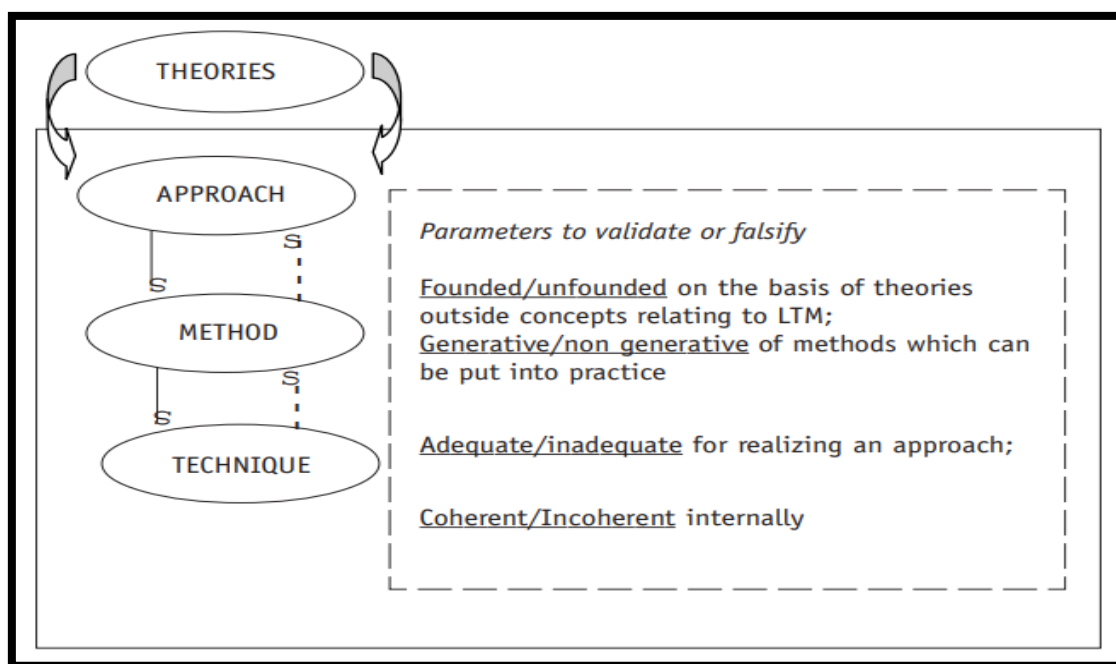 THEORIES
APPROACH
S
S
METHOD
S
S
TECHNIQUE
Parameters to validate or falsify
Founded/unfounded on the basis of theories
outside concepts relating to LTM;
Generative/non generative of methods which can
be put into practice
Adequate/inadequate for realizing an approach;
Coherent/Incoherent internally